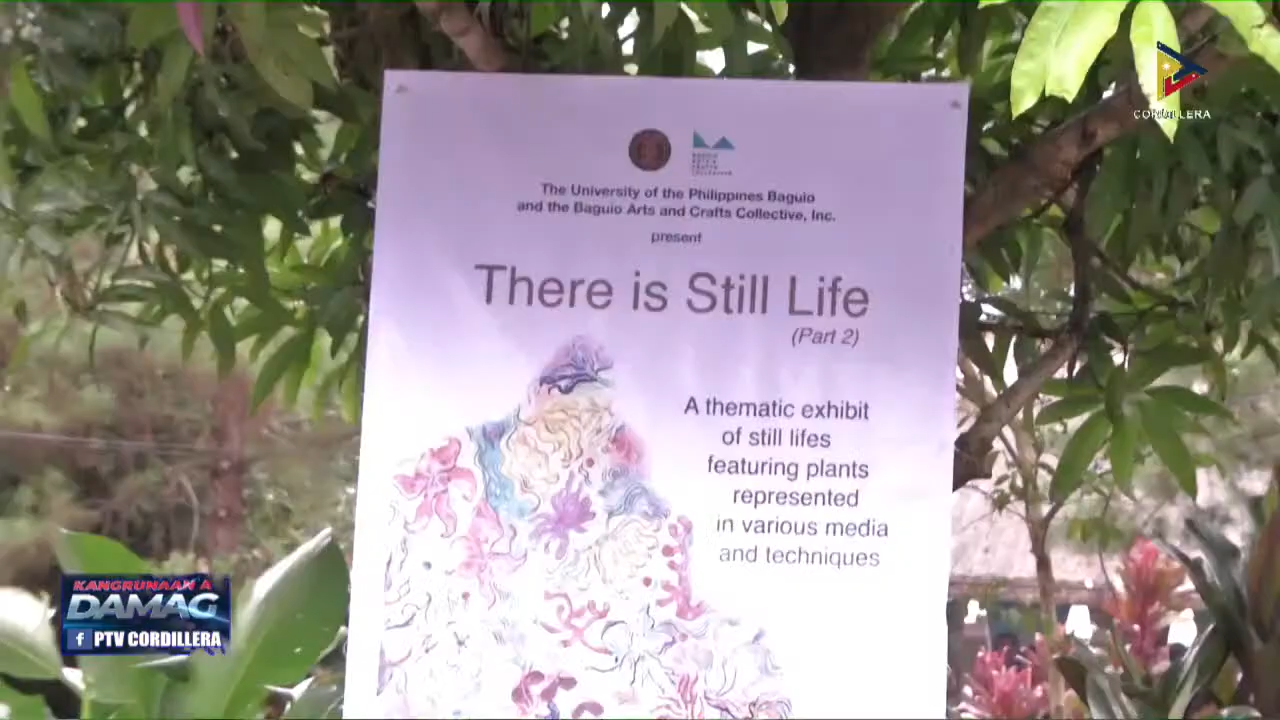 CORDILLERA
The University of the Philippines Baguio
and the Baguio Arts and Crafts Collective, Inc.
present
There is Still Life
(Part 2)
A thematic exhibit
of still lifes
featuring plants
represented
in various media
and techniques
KANGRUNAAN A
DAMAG
f PTV CORDILLERA